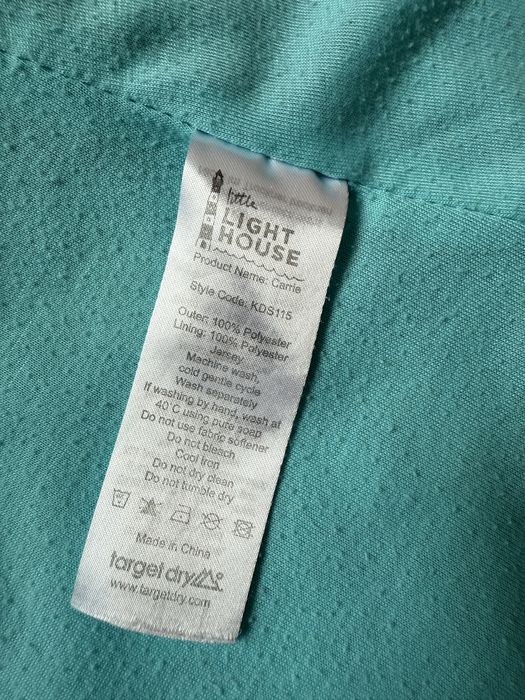 little
LIGHT
HOUSE
Product Name: Carrie
Style Code: KDS115
Outer: 100% Polyester
Lining: 100% Polyester
Jersey
Machine wash,
cold gentle cycle
Wash separately
If washing by hand, wash at
40°C using pure soap
Do not use fabric softener
Do not bleach
Cool Iron
Do not dry clean
Do not tumble dry
Made in China
target dry
www.targetdry.com